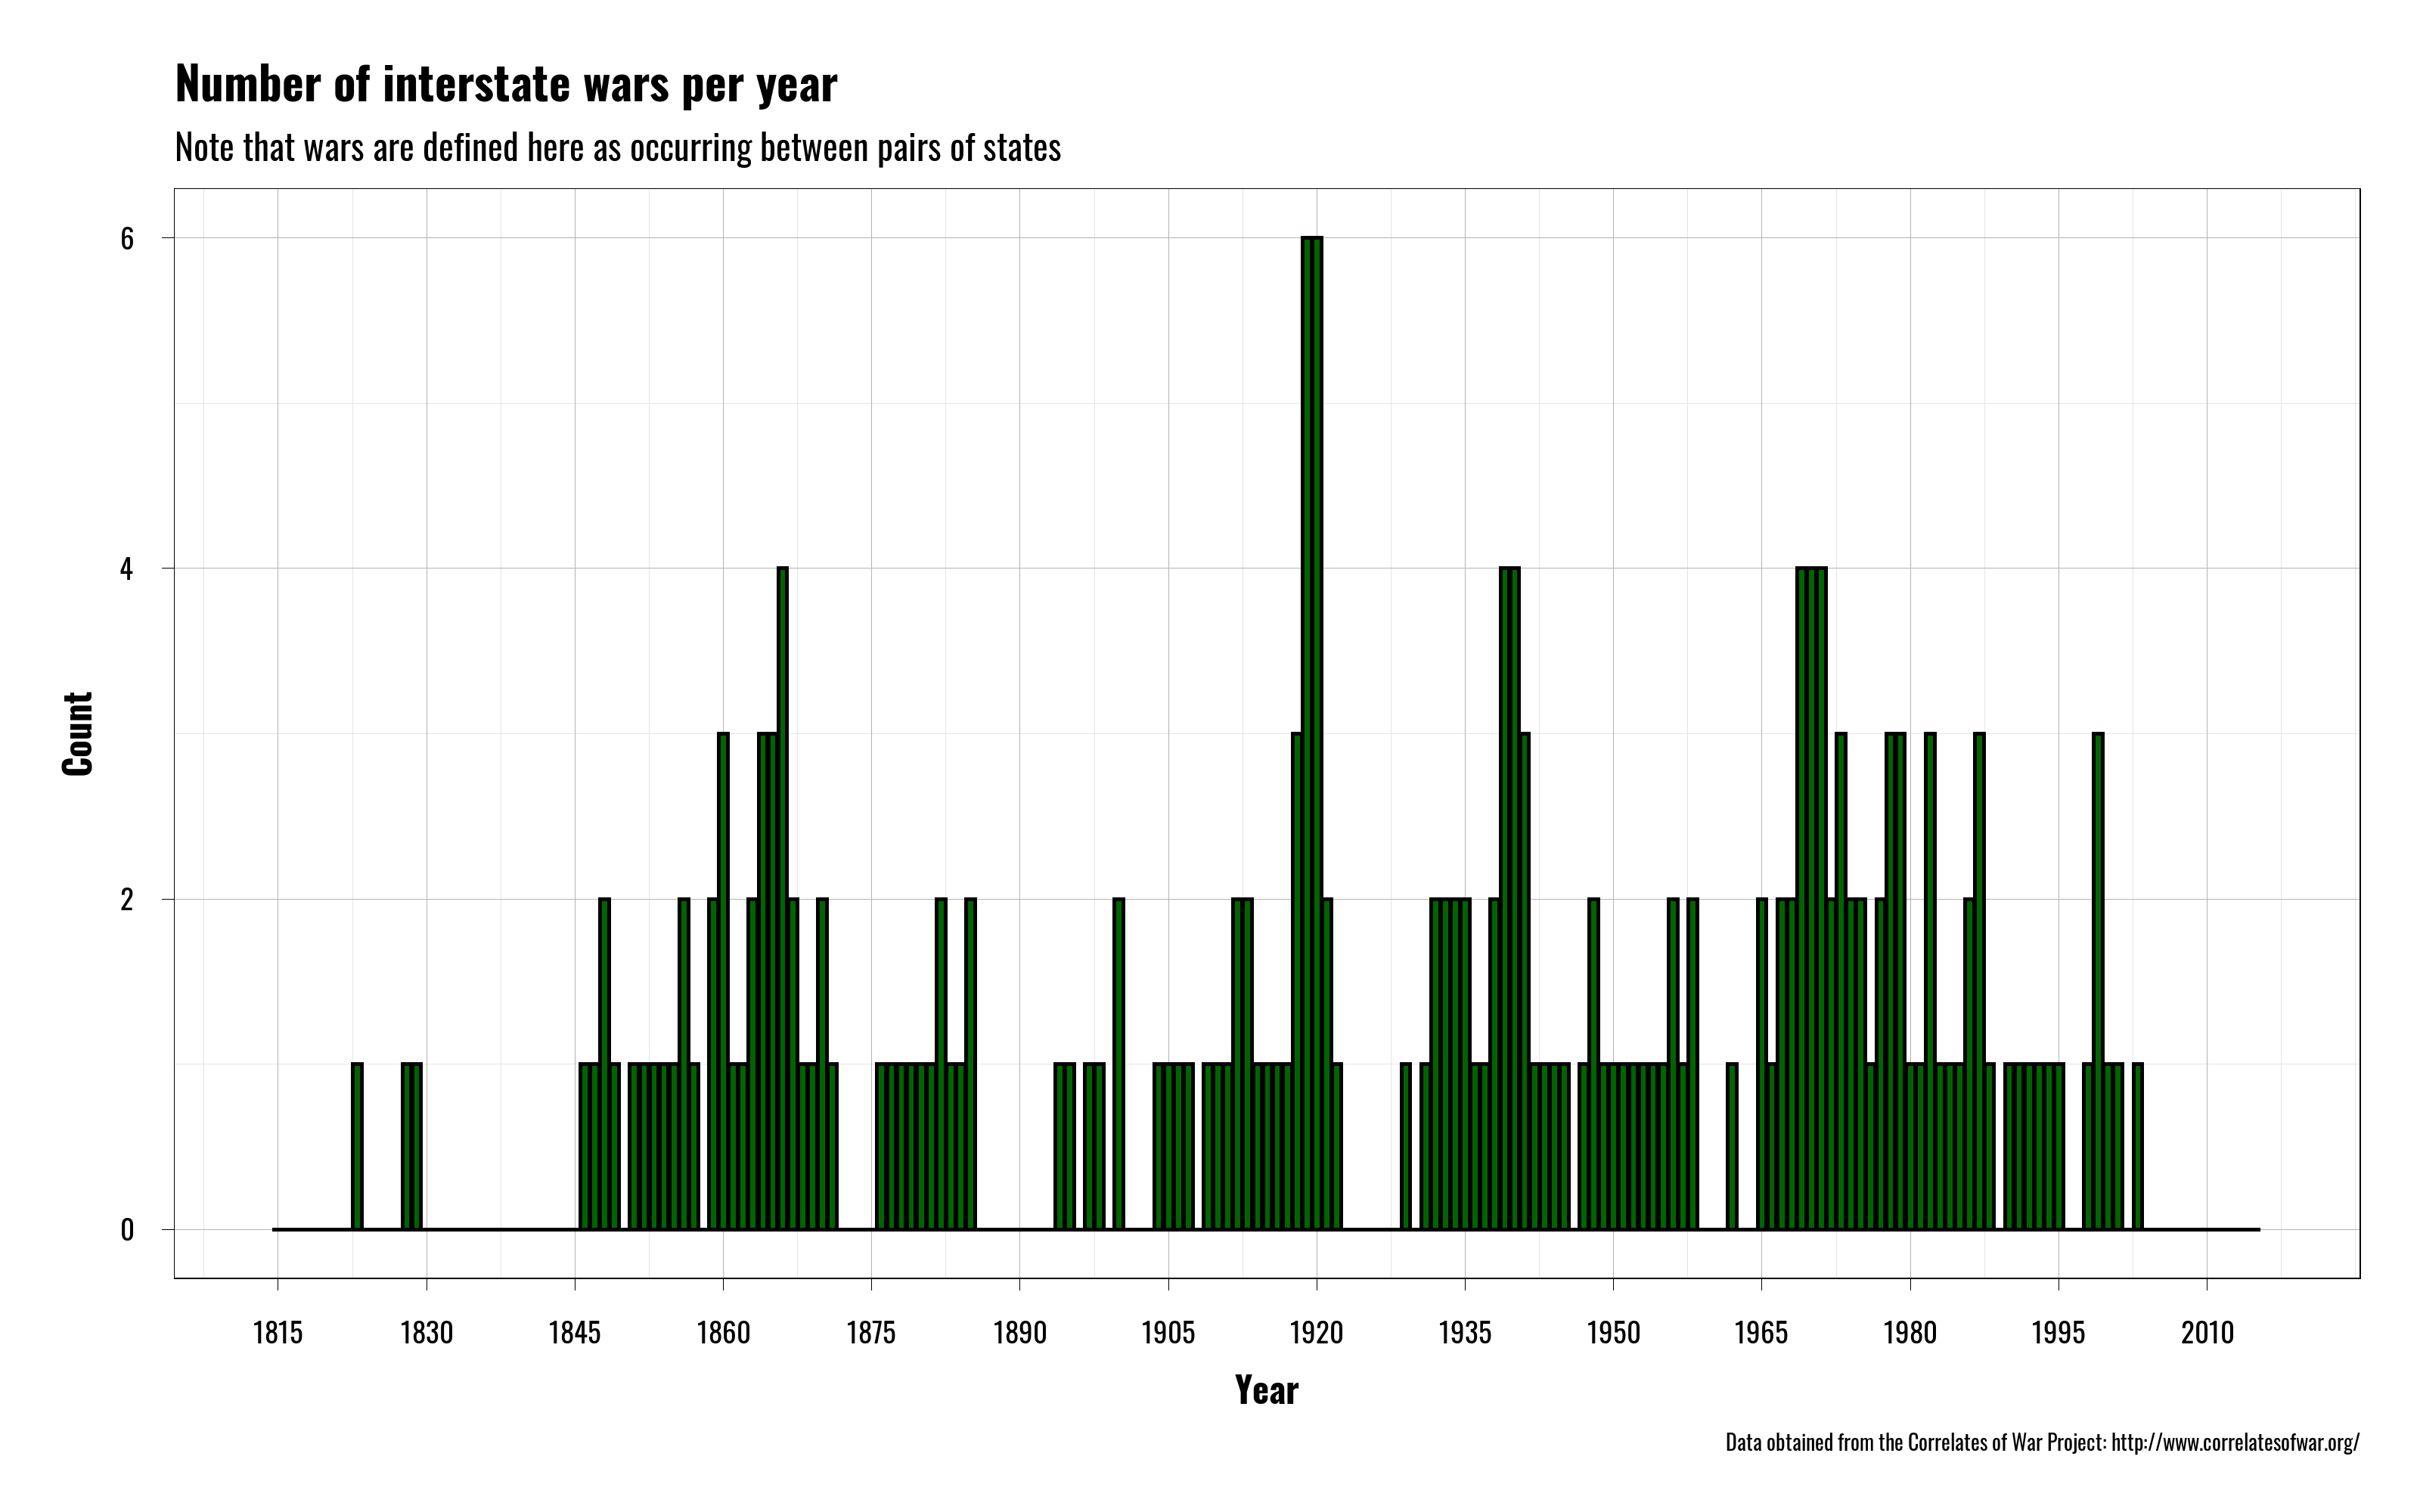 Number of interstate wars per year
Note that wars are defined here as occurring between pairs of states
6
4
2
0
Count
1815 1830 1845 1860 1875 1890 1905 1920 1935 1950 1965 1980 1995 2010
Year
Data obtained from the Correlates of War Project: http://www.correlatesofwar.org/